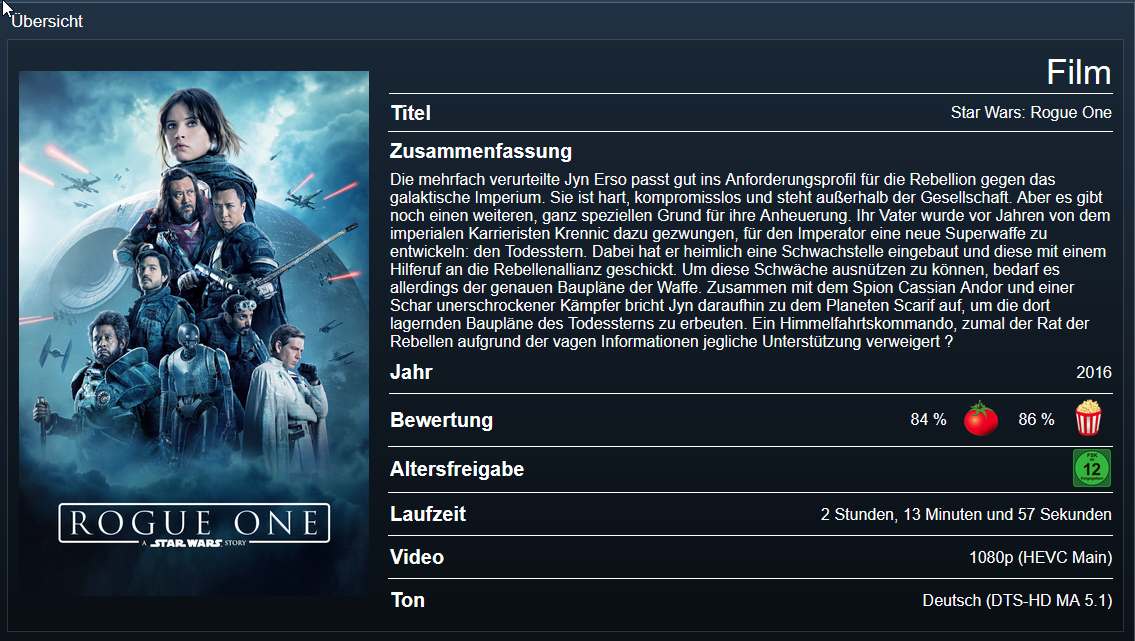 Übersicht
Film
Titel
Star Wars: Rogue One
Zusammenfassung
Die mehrfach verurteilte Jyn Erso passt gut ins Anforderungsprofil für die Rebellion gegen das
galaktische Imperium. Sie ist hart, kompromisslos und steht außerhalb der Gesellschaft. Aber es gibt
noch einen weiteren, ganz speziellen Grund für ihre Anheuerung. Ihr Vater wurde vor Jahren von dem
imperialen Karrieristen Krennic dazu gezwungen, für den Imperator eine neue Superwaffe zu
entwickeln: den Todesstern. Dabei hat er heimlich eine Schwachstelle eingebaut und diese mit einem
Hilferuf an die Rebellenallianz geschickt. Um diese Schwäche ausnützen zu können, bedarf es
allerdings der genauen Baupläne der Waffe. Zusammen mit dem Spion Cassian Andor und einer
Schar unerschrockener Kämpfer bricht Jyn daraufhin zu dem Planeten Scarif auf, um die dort
lagernden Baupläne des Todessterns zu erbeuten. Ein Himmelfahrtskommando, zumal der Rat der
Rebellen aufgrund der vagen Informationen jegliche Unterstützung verweigert ?
Jahr
2016
Bewertung
84 %
86 %
Altersfreigabe
FSK
12
Laufzeit
2 Stunden, 13 Minuten und 57 Sekunden
Video
1080p (HEVC Main)
Ton
Deutsch (DTS-HD MA 5.1)
ROGUE ONE
A STAR WARS STORY